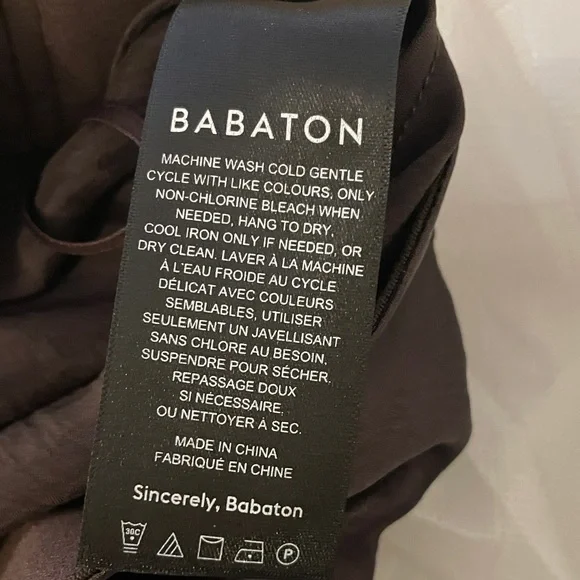 BABATON
MACHINE WASH COLD GENTLE
CYCLE WITH LIKE COLOURS, ONLY
NON-CHLORINE BLEACH WHEN
NEEDED, HANG TO DRY,
COOL IRON ONLY IF NEEDED, OR
DRY CLEAN. LAVER À LA MACHINE
À L'EAU FROIDE AU CYCLE
DÉLICAT AVEC COULEURS
SEMBLABLES, UTILISER
SEULEMENT UN JAVELLISANT
SANS CHLORE AU BESOIN,
SUSPENDRE POUR SÉCHER.
REPASSAGE DOUX
SI NÉCESSAIRE,
OU NETTOYER À SEC.
MADE IN CHINA
FABRIQUÉ EN CHINE
Sincerely, Babaton
30C P